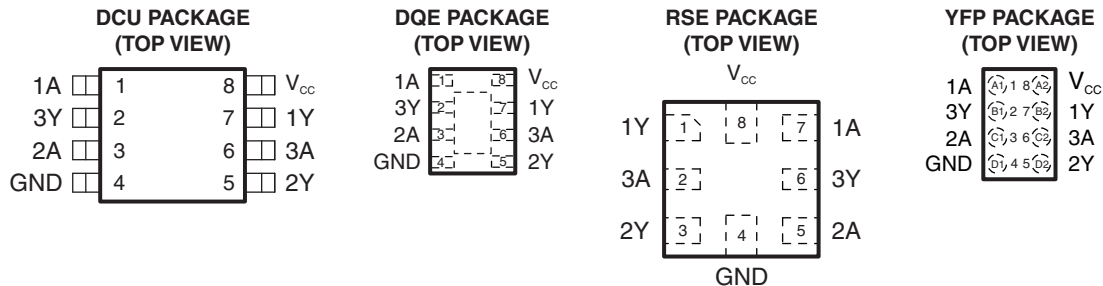 DCU PACKAGE
(TOP VIEW)
1A 1 8 Vcc
3Y 2 7 1Y
2A 3 6 3A
GND 4 5 2Y
DQE PACKAGE
(TOP VIEW)
1A 1 8 Vcc
3Y 2 7 1Y
2A 3 6 3A
GND 4 5 2Y
RSE PACKAGE
(TOP VIEW)
Vcc
1Y 1 8 7 1A
3A 2 6 3Y
2Y 3 4 5 2A
GND
YFP PACKAGE
(TOP VIEW)
1A A1 1 8 A2 Vcc
3Y B1 2 7 B2 1Y
2A C1 3 6 C2 3A
GND D1 4 5 D2 2Y